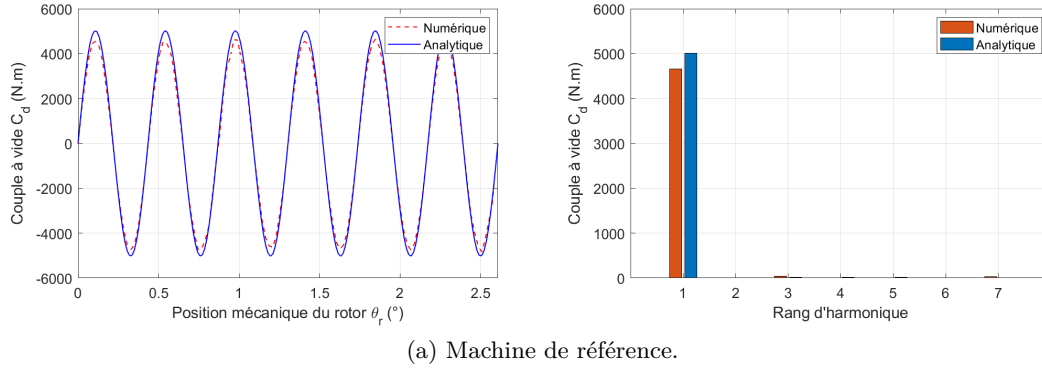 Numérique
Analytique
6000
4000
2000
0
-2000
-4000
-6000
Couple à vide C_d (N.m)
0 0.5 1 1.5 2 2.5
Position mécanique du rotor θ_r (°)
Numérique
Analytique
6000
5000
4000
3000
2000
1000
0
Couple à vide C_d (N.m)
1 2 3 4 5 6 7
Rang d'harmonique
(a) Machine de référence.